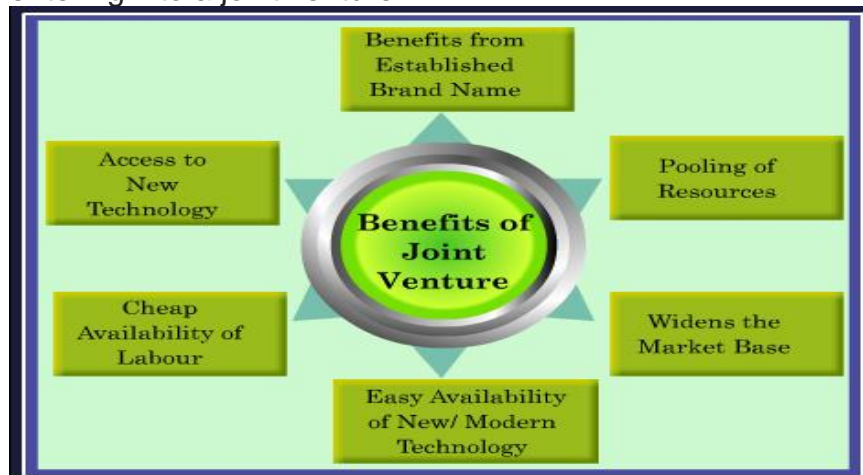 Benefits from
Established
Brand Name
Access to
New
Technology
Pooling of
Resources
Benefits of
Joint
Venture
Cheap
Availability of
Labour
Widens the
Market Base
Easy Availability
of New/ Modern
Technology